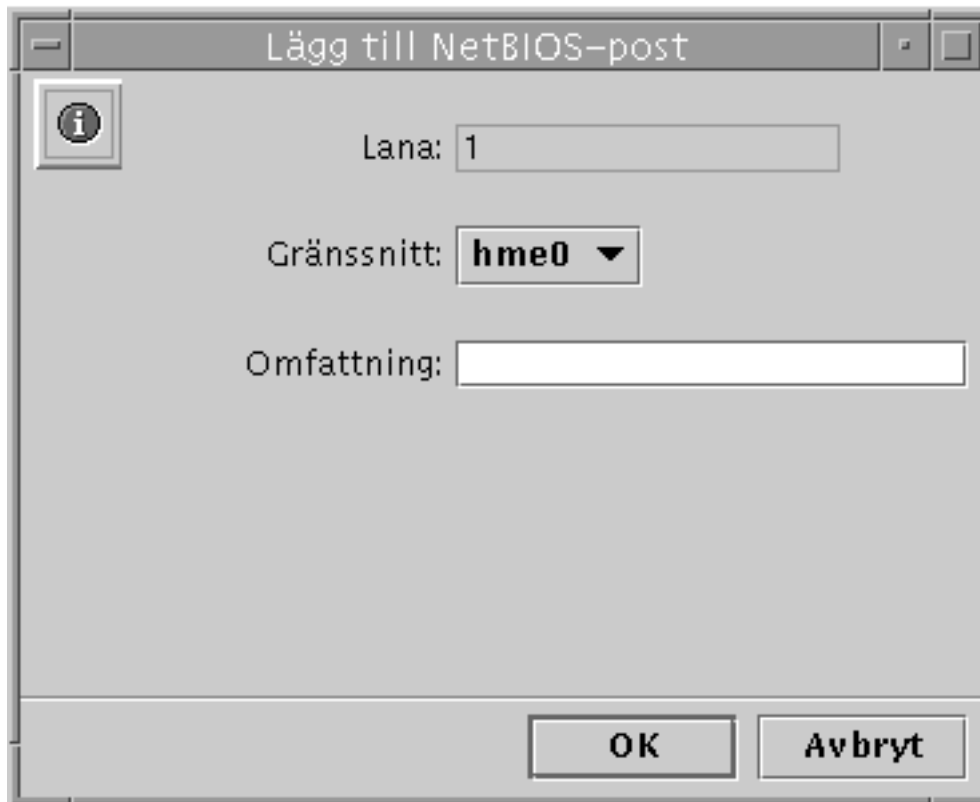 Lägg till NetBIOS-post
Lana: 1
Gränssnitt: hme0
Omfattning:
OK Avbryt